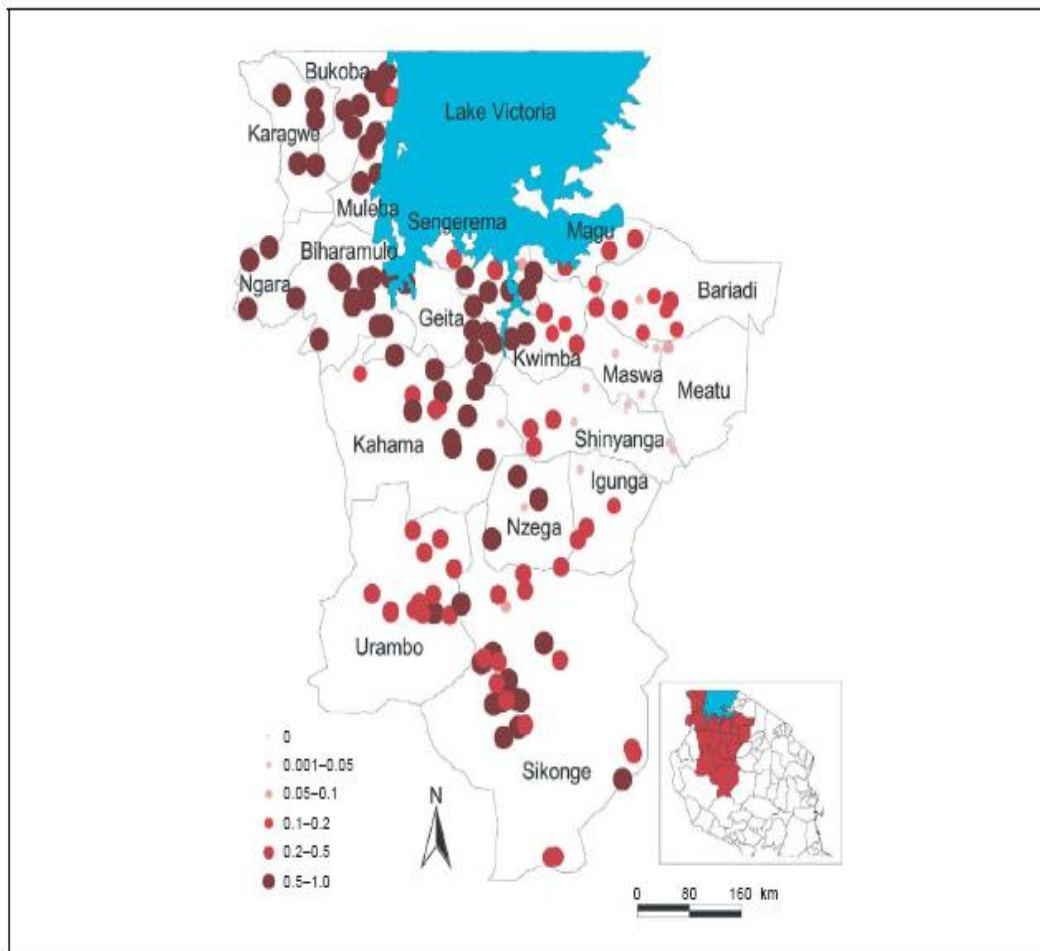 Bukoba
Lake Victoria
Karagwe
Muleba
Sengerema
Magu
Biharamulo
Ngara
Bariadi
Geita
Kwimba
Maswa
Meatu
Kahama
Shinyanga
Igunga
Nzega
Urambo
Sikonge
0
0.001–0.05
0.05–0.1
0.1–0.2
0.2–0.5
0.5–1.0
N
0 80 160 km